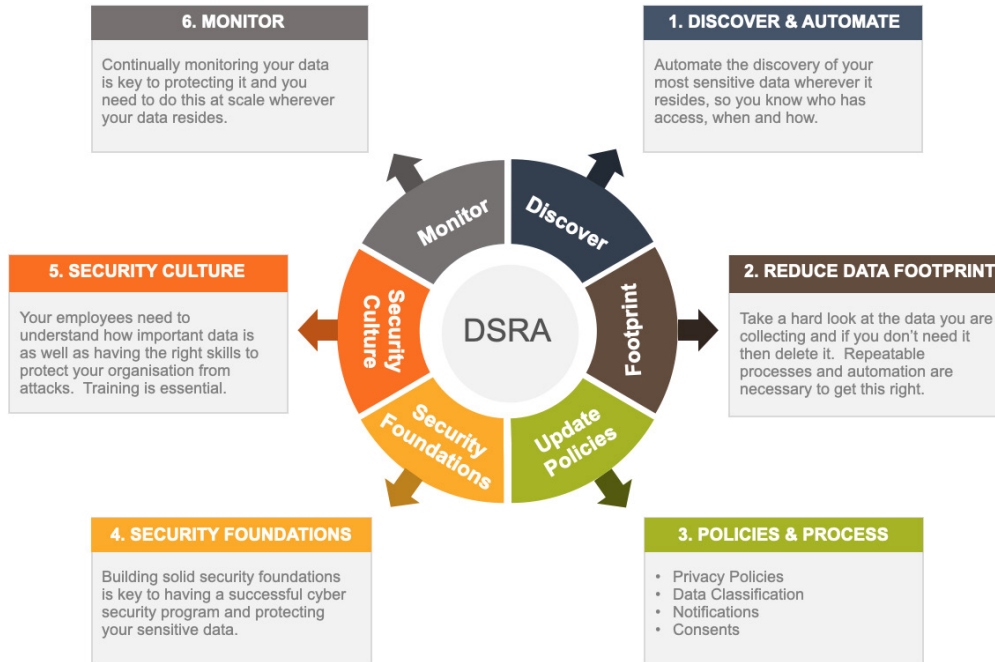 6. MONITOR
Continually monitoring your data
is key to protecting it and you
need to do this at scale wherever
your data resides.
1. DISCOVER & AUTOMATE
Automate the discovery of your
most sensitive data wherever it
resides, so you know who has
access, when and how.
Monitor
Discover
5. SECURITY CULTURE
Your employees need to
understand how important data is
as well as having the right skills to
protect your organisation from
attacks.  Training is essential.
Security
Culture
DSRA
Footprint
2. REDUCE DATA FOOTPRINT
Take a hard look at the data you are
collecting and if you don't need it
then delete it.  Repeatable
processes and automation are
necessary to get this right.
Security
Foundations
Update
Policies
4. SECURITY FOUNDATIONS
Building solid security foundations
is key to having a successful cyber
security program and protecting
your sensitive data.
3. POLICIES & PROCESS
• Privacy Policies
• Data Classification
• Notifications
• Consents